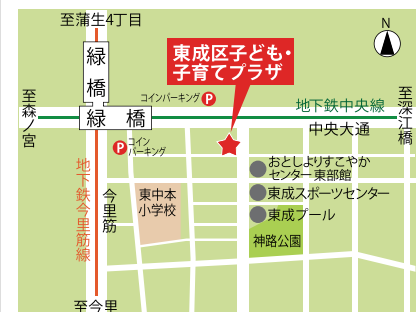 至蒲生4丁目
N
東成区子ども・
子育てプラザ
緑橋
コインパーキング P
至森ノ宮
地下鉄中央線
至深江橋
緑橋
中央大通
P コイン
パーキング
おとしよりすこやか
センター東部館
地下鉄今里筋線
今里筋
東中本
小学校
東成スポーツセンター
東成プール
神路公園
至今里